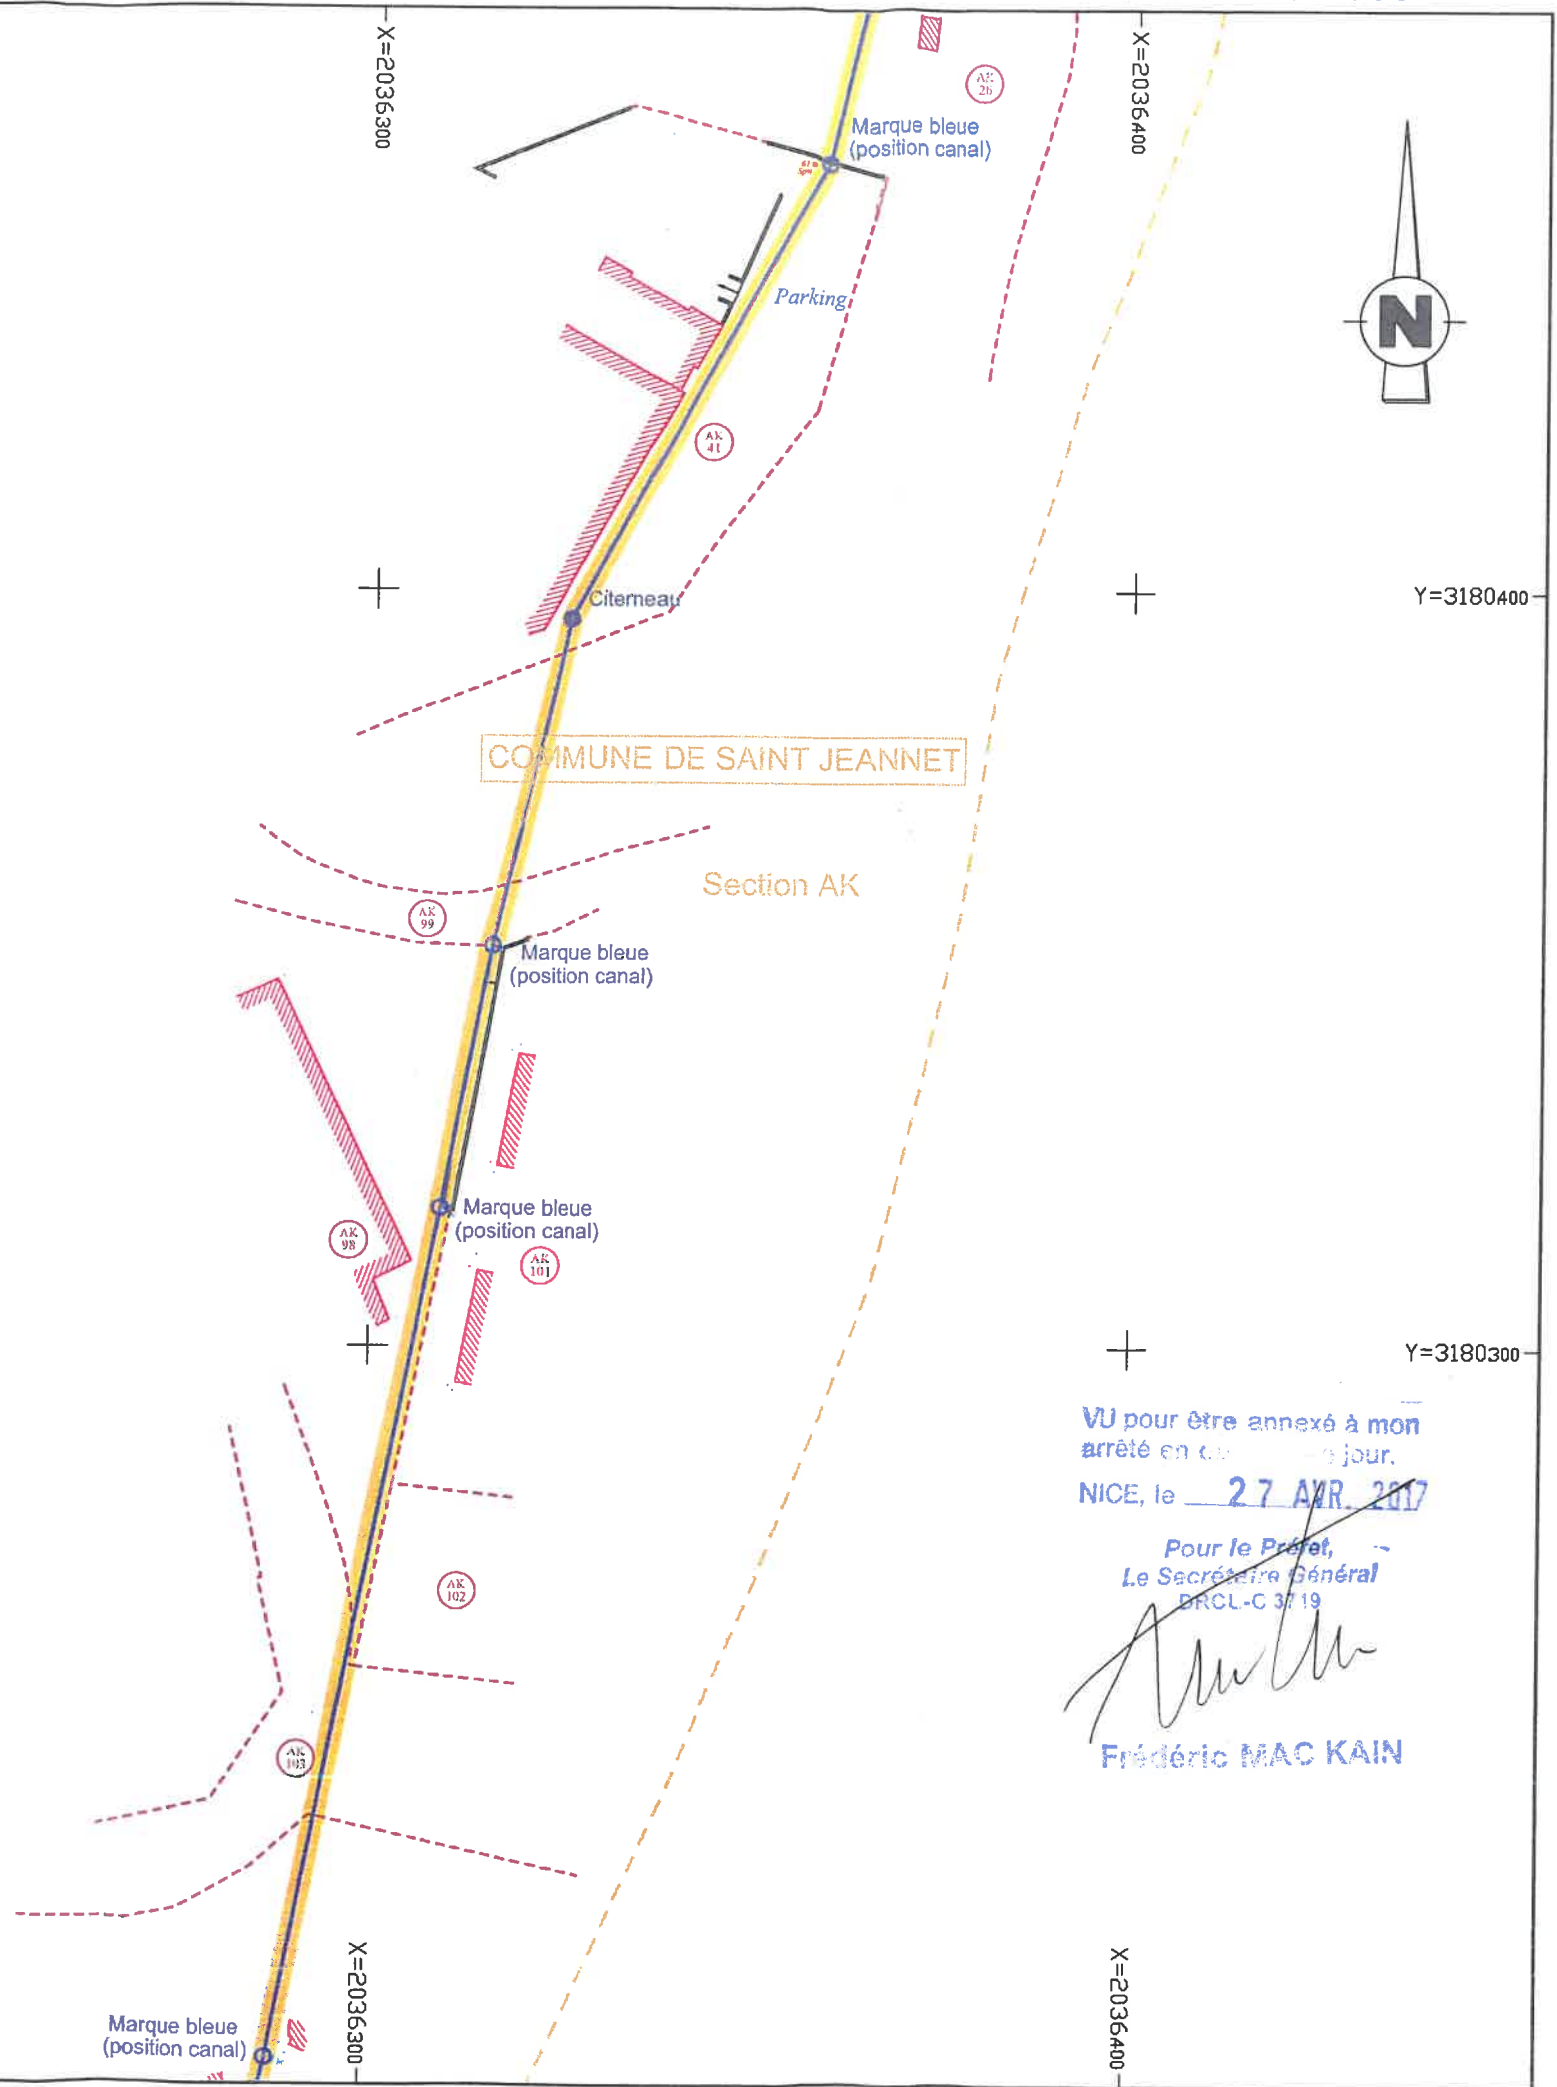 X=2036300
X=2036400
AK
26
Marque bleue
(position canal)
N
Parking
AK
41
Citerneau
Y=3180400
COMMUNE DE SAINT JEANNET
Section AK
AK
99
Marque bleue
(position canal)
Marque bleue
(position canal)
AK
98
AK
101
Y=3180300
VU pour être annexé à mon
arrêté en jour.
NICE, le 27 AVR. 2017
Pour le Préfet,
Le Secrétaire Général
DRCL-C 3719
AK
102
Frédéric MAC KAIN
AK
103
X=2036300
X=2036400
Marque bleue
(position canal)